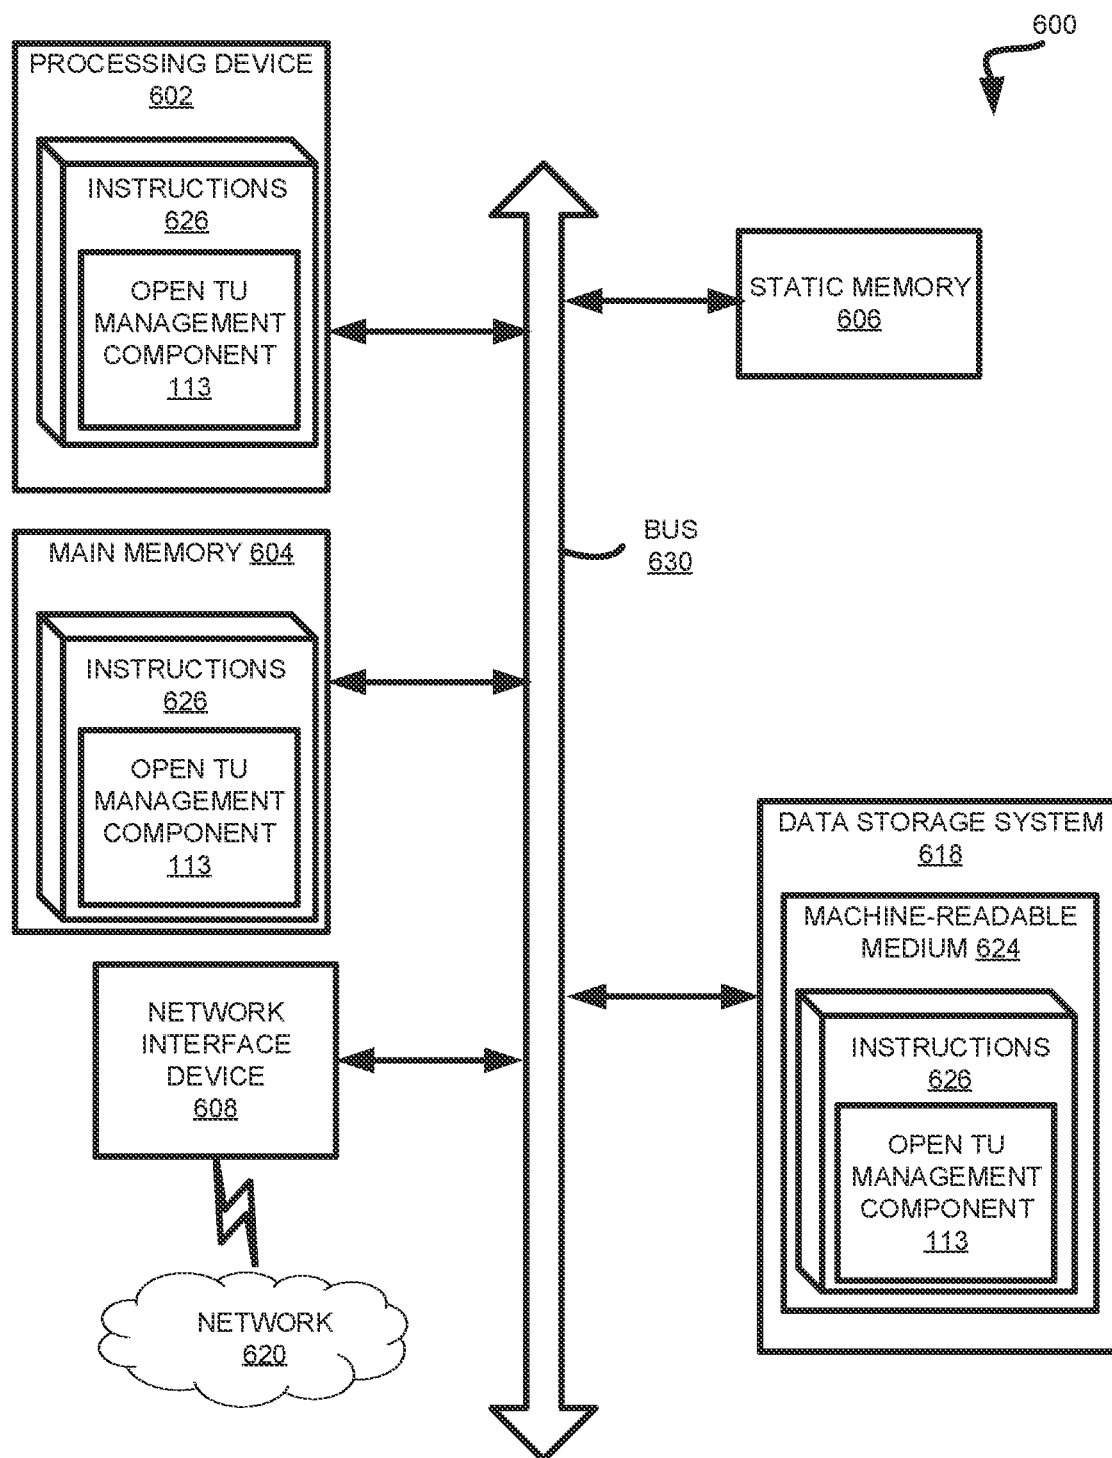 600
PROCESSING DEVICE
602
INSTRUCTIONS
626
OPEN TU
MANAGEMENT
COMPONENT
113
STATIC MEMORY
606
BUS
630
MAIN MEMORY 604
INSTRUCTIONS
626
OPEN TU
MANAGEMENT
COMPONENT
113
DATA STORAGE SYSTEM
618
MACHINE-READABLE
MEDIUM 624
INSTRUCTIONS
626
OPEN TU
MANAGEMENT
COMPONENT
113
NETWORK
INTERFACE
DEVICE
608
NETWORK
620